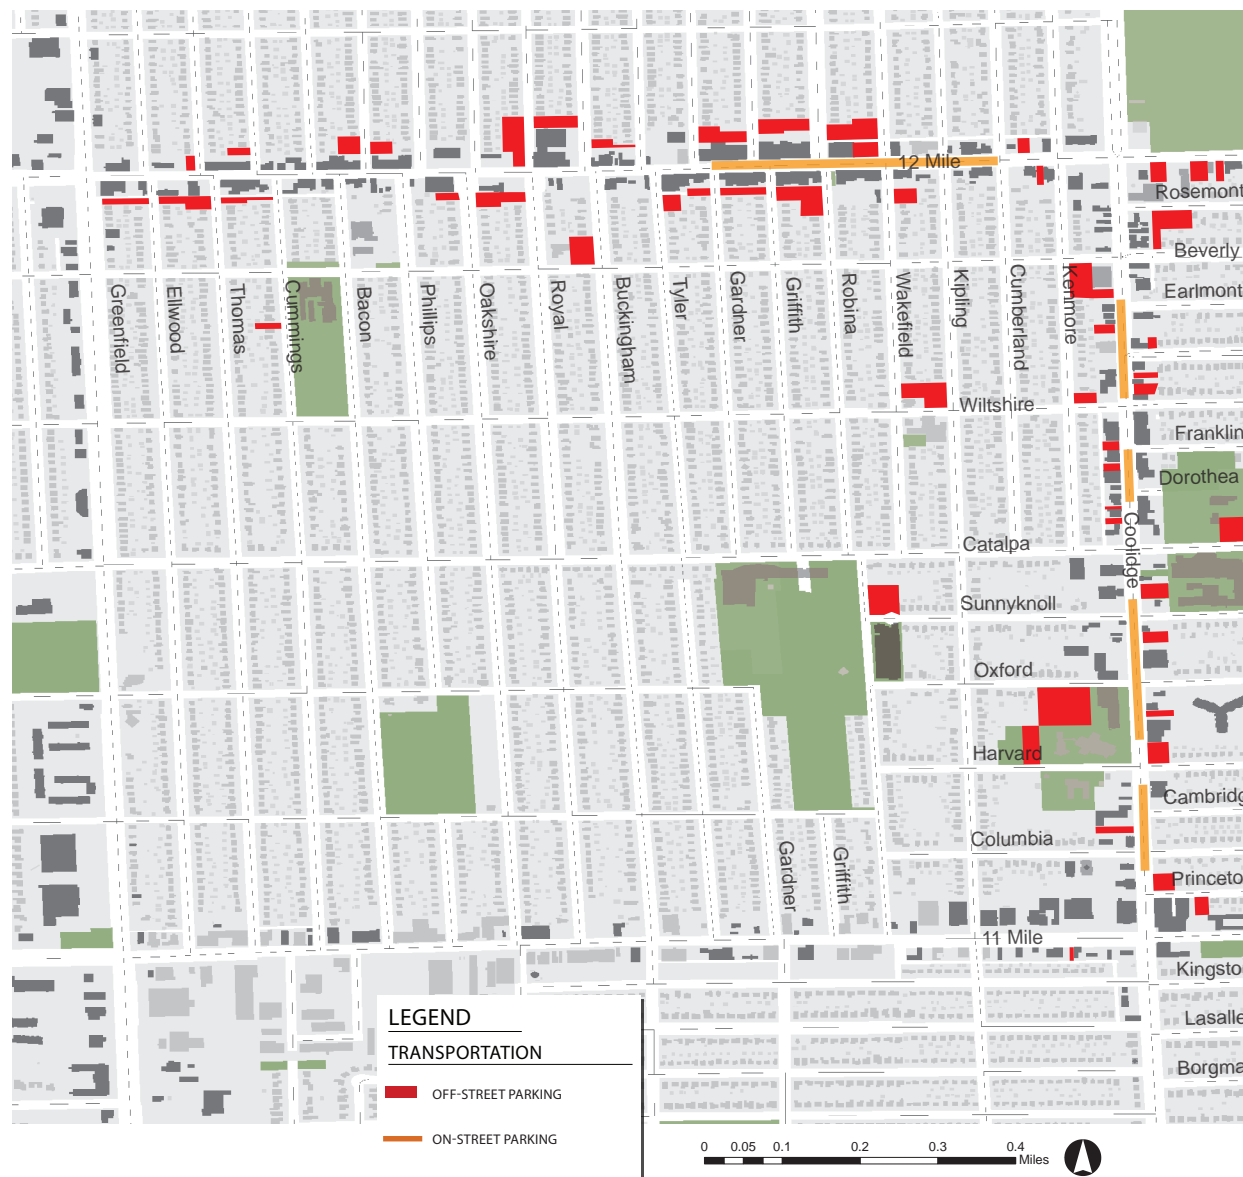 12 Mile
Rosemont
Beverly
Earlmont
Greenfield
Ellwood
Thomas
Cummings
Bacon
Phillips
Oakshire
Royal
Buckingham
Tyler
Gardner
Griffith
Robina
Wakefield
Kipling
Cumberland
Kenmore
Wiltshire
Franklin
Dorothea
Coolidge
Catalpa
Sunnyknoll
Oxford
Harvard
Cambridg
Columbia
Gardner
Griffith
Princeto
11 Mile
Kingsto
Lasalle
Borgma
LEGEND
TRANSPORTATION
OFF-STREET PARKING
ON-STREET PARKING
0 0.05 0.1 0.2 0.3 0.4
Miles